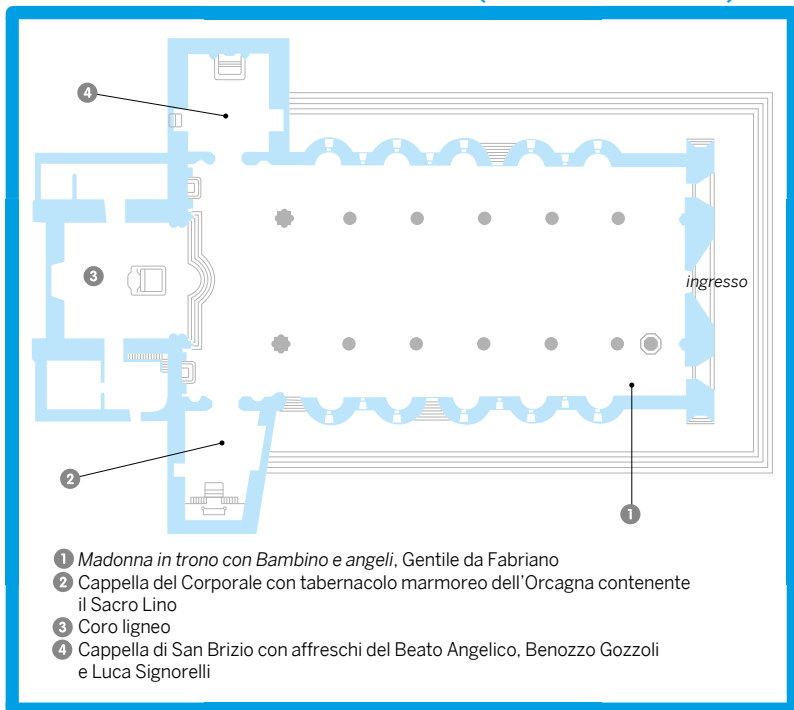 4
3
ingresso
2
1
1 Madonna in trono con Bambino e angeli, Gentile da Fabriano
2 Cappella del Corporale con tabernacolo marmoreo dell'Orcagna contenente
il Sacro Lino
3 Coro ligneo
4 Cappella di San Brizio con affreschi del Beato Angelico, Benozzo Gozzoli
e Luca Signorelli